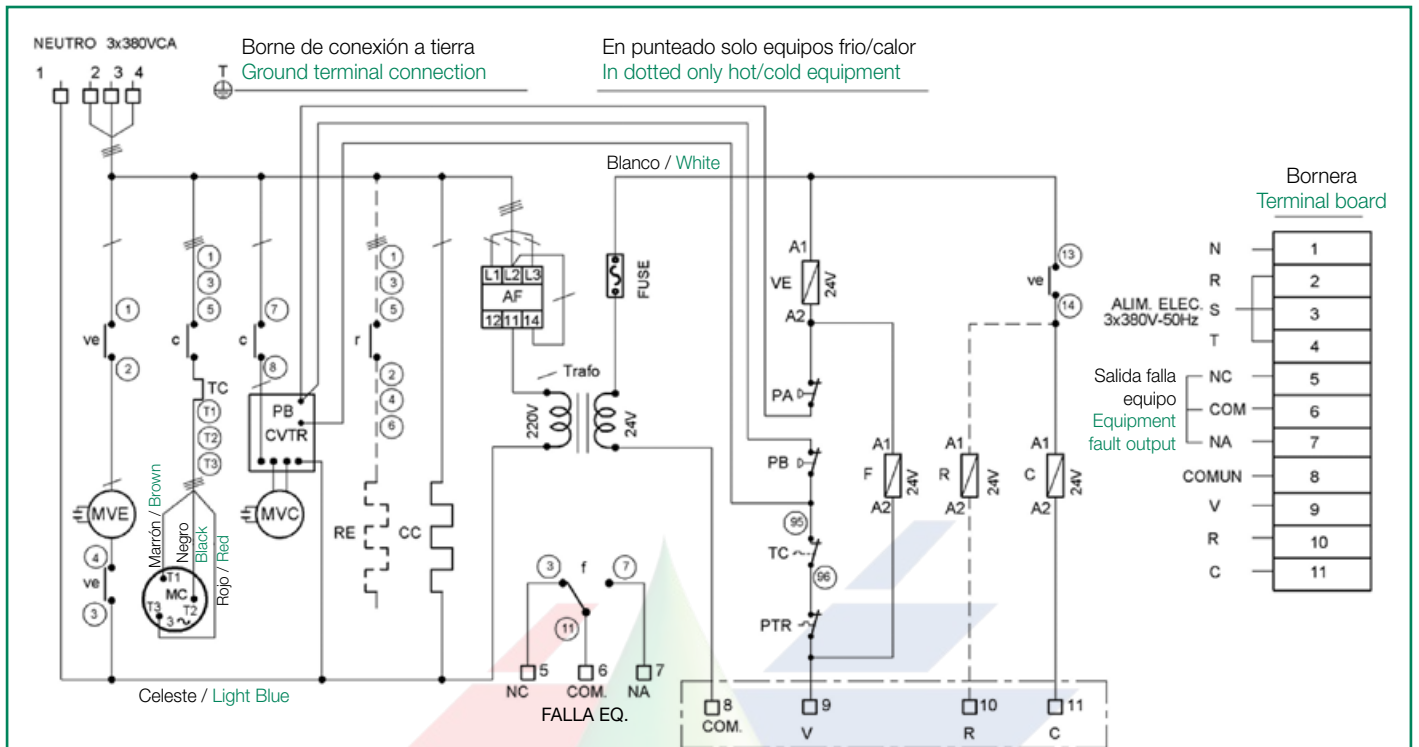 NEUTRO 3x380VCA
1
2 3 4
T
Borne de conexión a tierra
Ground terminal connection
En punteado solo equipos frio/calor
In dotted only hot/cold equipment
Blanco / White
Bornera
Terminal board
N 1
R 2
S 3
T 4
ALIM. ELEC.
3x380V-50Hz
Salida falla
equipo
Equipment
fault output
NC 5
COM 6
NA 7
COMUN 8
V 9
R 10
C 11
1
ve
2
MVE
4
ve
3
1
3
5
c
TC
T1
T2
T3
Marrón / Brown
Negro
Black
Rojo / Red
T1
MC
T3 T2
3~
7
c
8
PB
CVTR
MVC
1
3
5
r
2
4
6
RE
CC
L1 L2 L3
AF
12 11 14
Trafo
220V
24V
FUSE
3 f 7
11
5 6 7
NC COM. NA
FALLA EQ.
A1
VE 24V
A2
PA
PB
95
TC
96
PTR
A1
F 24V
A2
13
ve
14
A1
R 24V
A2
A1
C 24V
A2
Celeste / Light Blue
8 9 10 11
COM. V R C